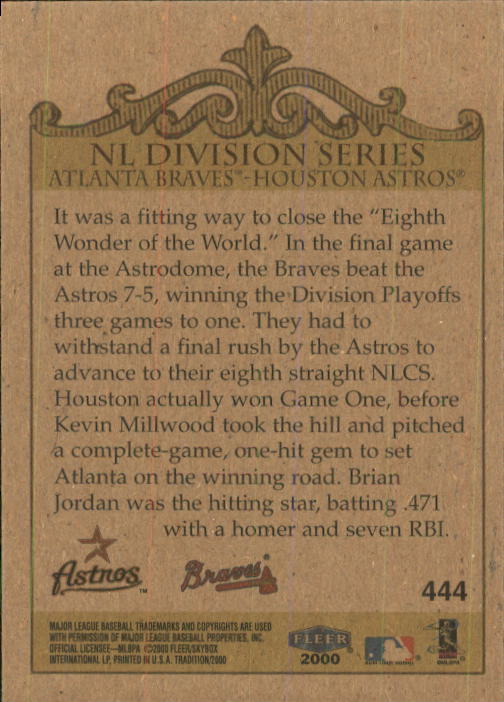 NL DIVISION SERIES
ATLANTA BRAVES®-HOUSTON ASTROS®
It was a fitting way to close the "Eighth
Wonder of the World." In the final game
at the Astrodome, the Braves beat the
Astros 7-5, winning the Division Playoffs
three games to one. They had to
withstand a final rush by the Astros to
advance to their eighth straight NLCS.
Houston actually won Game One, before
Kevin Millwood took the hill and pitched
a complete-game, one-hit gem to set
Atlanta on the winning road. Brian
Jordan was the hitting star, batting .471
with a homer and seven RBI.
Astros™
Braves®
444
MAJOR LEAGUE BASEBALL TRADEMARKS AND COPYRIGHTS ARE USED
WITH PERMISSION OF MAJOR LEAGUE BASEBALL PROPERTIES, INC.
OFFICIAL LICENSEE—MLBPA ©2000 FLEER/SKYBOX
INTERNATIONAL LP. PRINTED IN U.S.A. TRADITION/2000
FLEER
2000